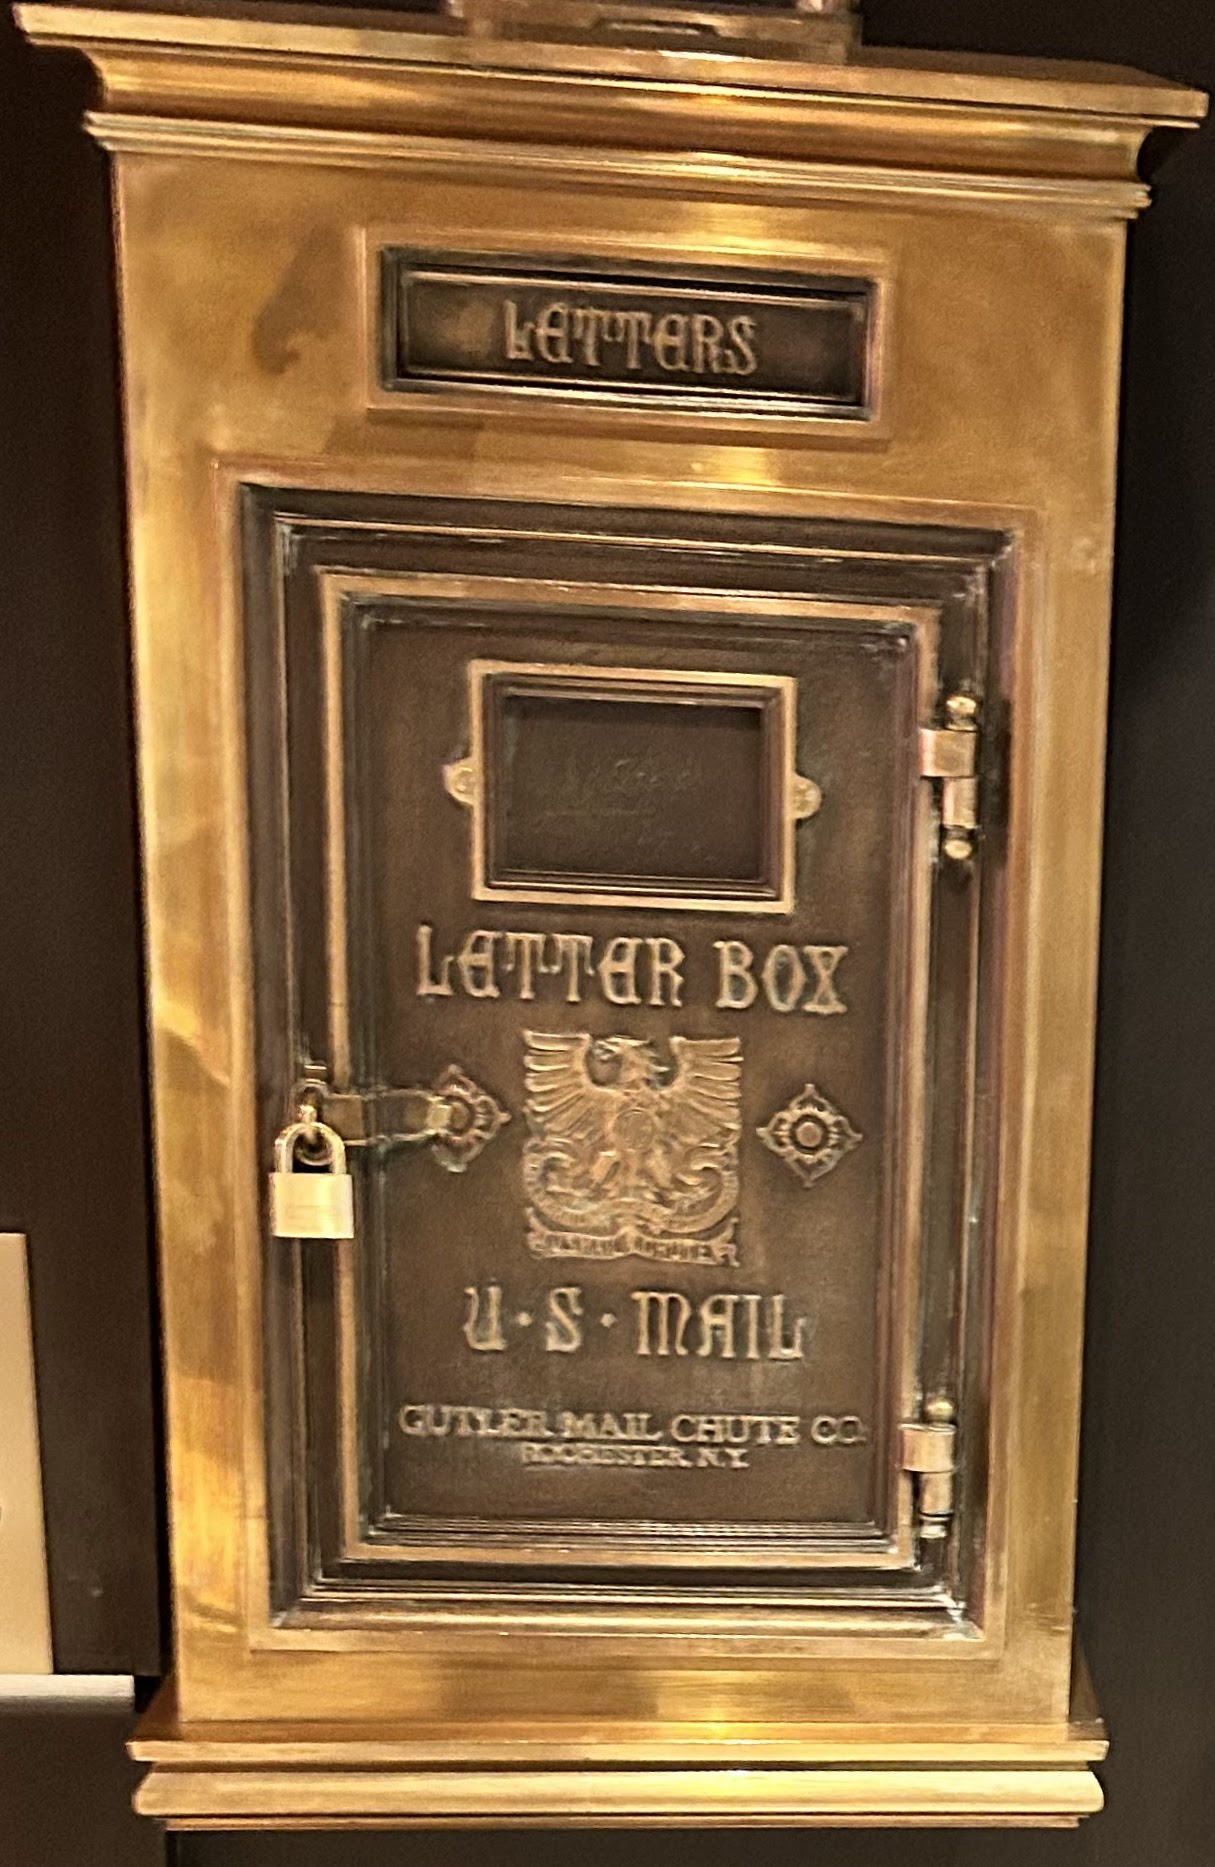 LETTERS
LETTER BOX
U·S·MAIL
CUTLER MAIL CHUTE CO.
ROCHESTER, N.Y.